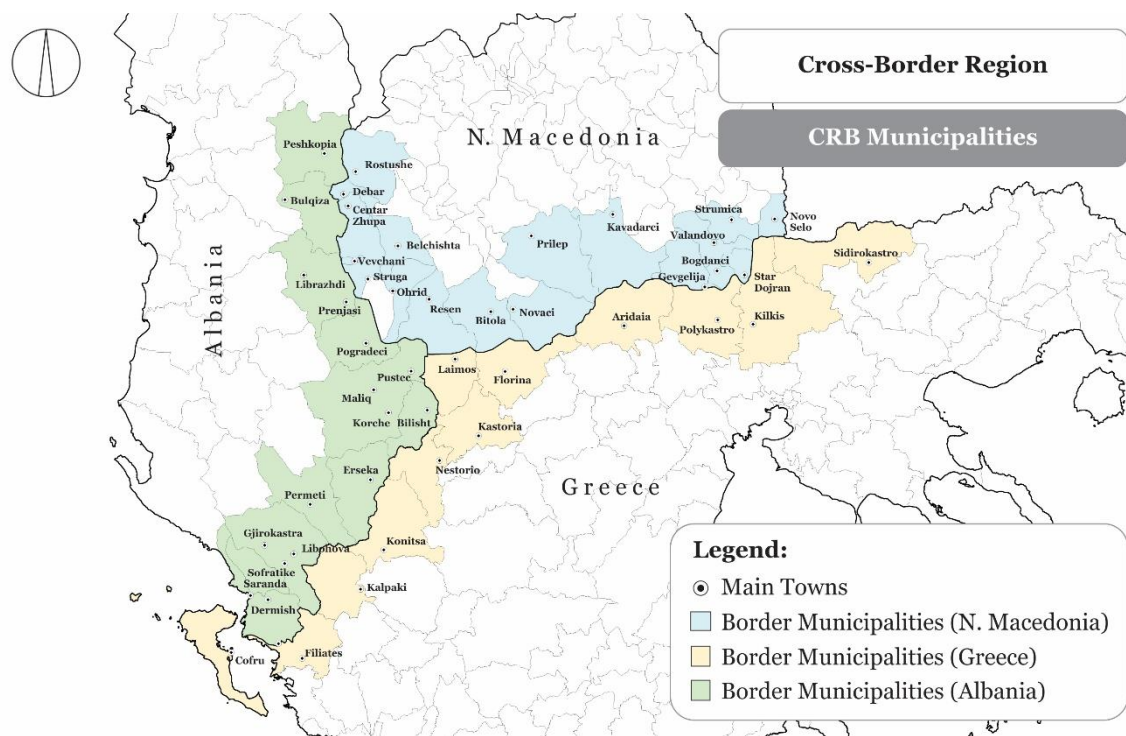 Cross-Border Region
CRB Municipalities
N. Macedonia
Albania
Greece
Peshkopia
Rostushe
Bulqiza
Debar
Centar
Zhupa
Belchishta
Vevchani
Struga
Ohrid
Resen
Bitola
Novaci
Prilep
Kavadarci
Strumica
Valandovo
Bogdanci
Gevgelija
Novo
Selo
Star
Dojran
Sidirokastro
Kilkis
Polykastro
Aridaia
Librazhdi
Prenjasi
Pogradeci
Pustec
Maliq
Korche
Bilisht
Laimos
Florina
Kastoria
Nestorio
Erseka
Permeti
Gjirokastra
Libohova
Sofratike
Saranda
Dermish
Konitsa
Kalpaki
Filiates
Cofru
Legend:
Main Towns
Border Municipalities (N. Macedonia)
Border Municipalities (Greece)
Border Municipalities (Albania)